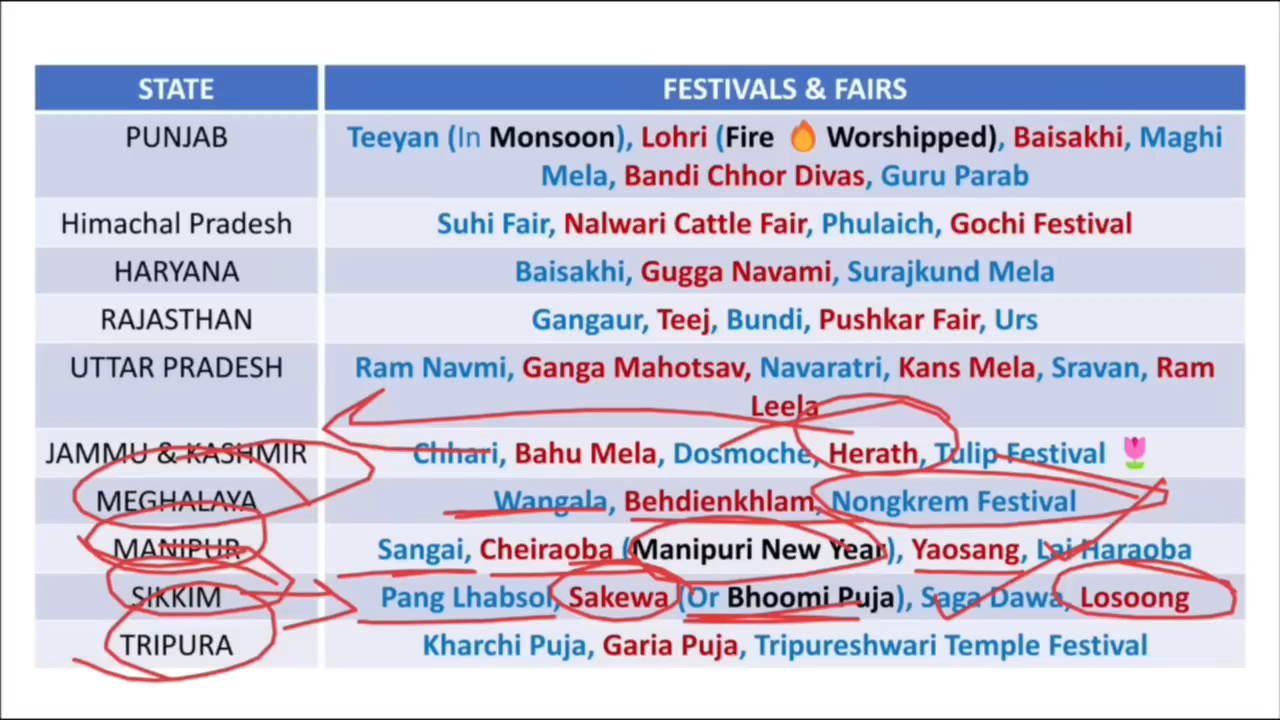 STATE FESTIVALS & FAIRS
PUNJAB Teeyan (In Monsoon), Lohri (Fire 🔥 Worshipped), Baisakhi, Maghi
Mela, Bandi Chhor Divas, Guru Parab
Himachal Pradesh Suhi Fair, Nalwari Cattle Fair, Phulaich, Gochi Festival
HARYANA Baisakhi, Gugga Navami, Surajkund Mela
RAJASTHAN Gangaur, Teej, Bundi, Pushkar Fair, Urs
UTTAR PRADESH Ram Navmi, Ganga Mahotsav, Navaratri, Kans Mela, Sravan, Ram
Leela
JAMMU & KASHMIR Chhari, Bahu Mela, Dosmoche, Herath, Tulip Festival 🌷
MEGHALAYA Wangala, Behdienkhlam, Nongkrem Festival
MANIPUR Sangai, Cheiraoba (Manipuri New Year), Yaosang, Lai Haraoba
SIKKIM Pang Lhabsol, Sakewa (Or Bhoomi Puja), Saga Dawa, Losoong
TRIPURA Kharchi Puja, Garia Puja, Tripureshwari Temple Festival